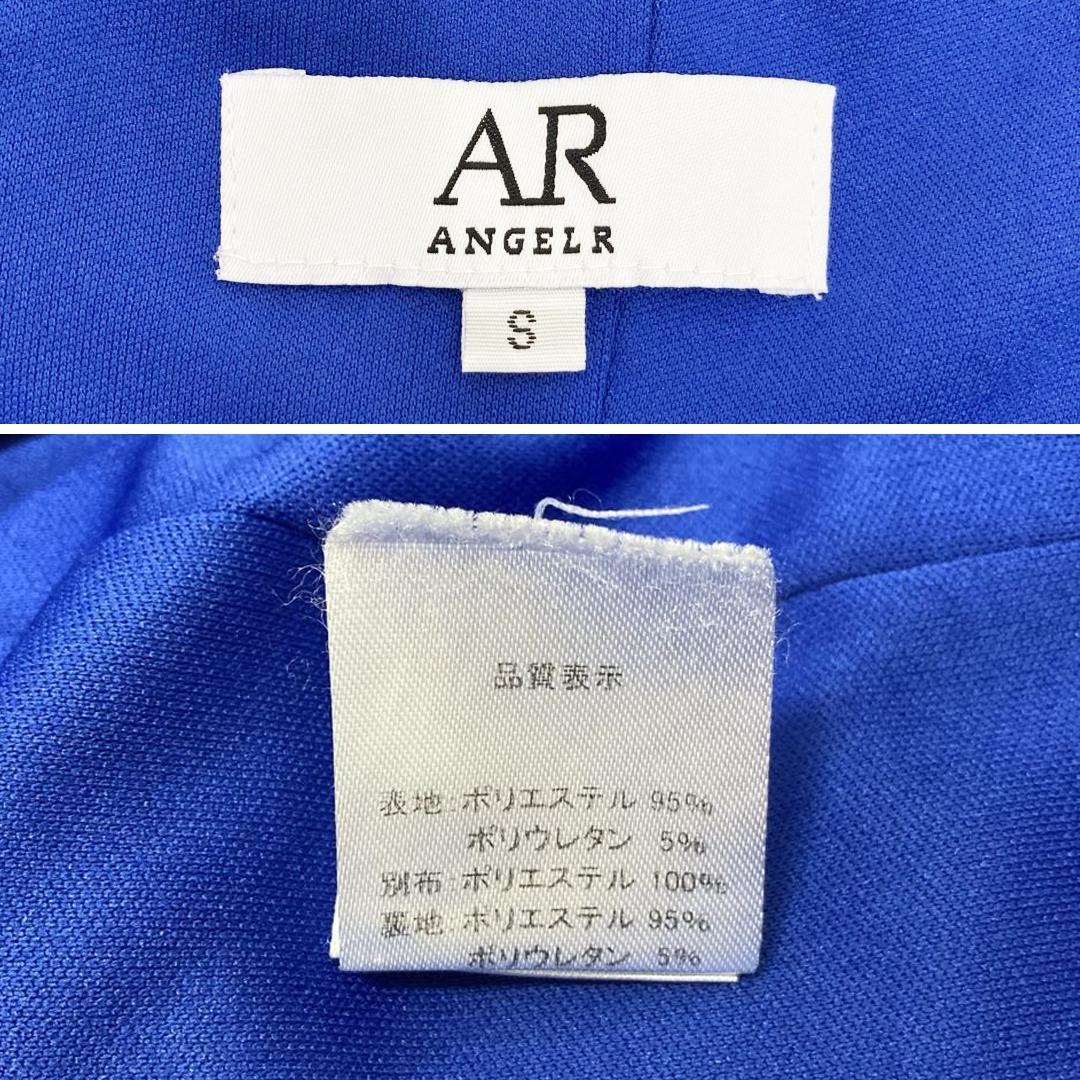 AR
ANGELR
S
品質表示
表地:ポリエステル 95%
ポリウレタン 5%
別布:ポリエステル 100%
裏地:ポリエステル 95%
ポリウレタン 5%